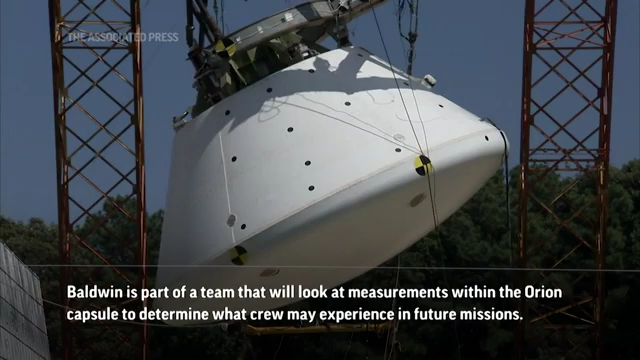 THE ASSOCIATED PRESS
Baldwin is part of a team that will look at measurements within the Orion
capsule to determine what crew may experience in future missions.